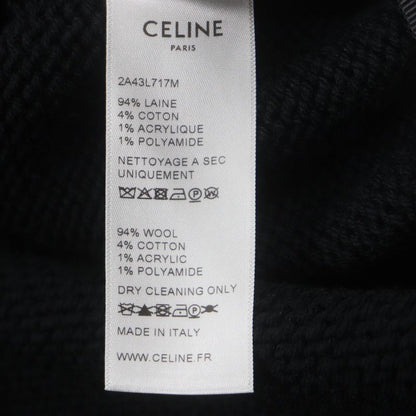 CELINE
PARIS
2A43L717M
94% LAINE
4% COTON
1% ACRYLIQUE
1% POLYAMIDE
NETTOYAGE A SEC
UNIQUEMENT
94% WOOL
4% COTTON
1% ACRYLIC
1% POLYAMIDE
DRY CLEANING ONLY
MADE IN ITALY
WWW.CELINE.FR